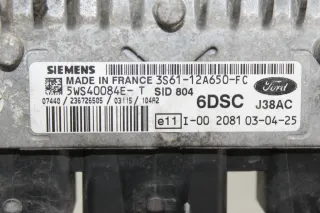 SIEMENS MADE IN FRANCE 3S61-12A650-FC
5WS40084E- T SID 804
07440 / 236726505 / 03115 / 104A2
6DSC J38AC
Ford
e11 I-00 2081 03-04-25